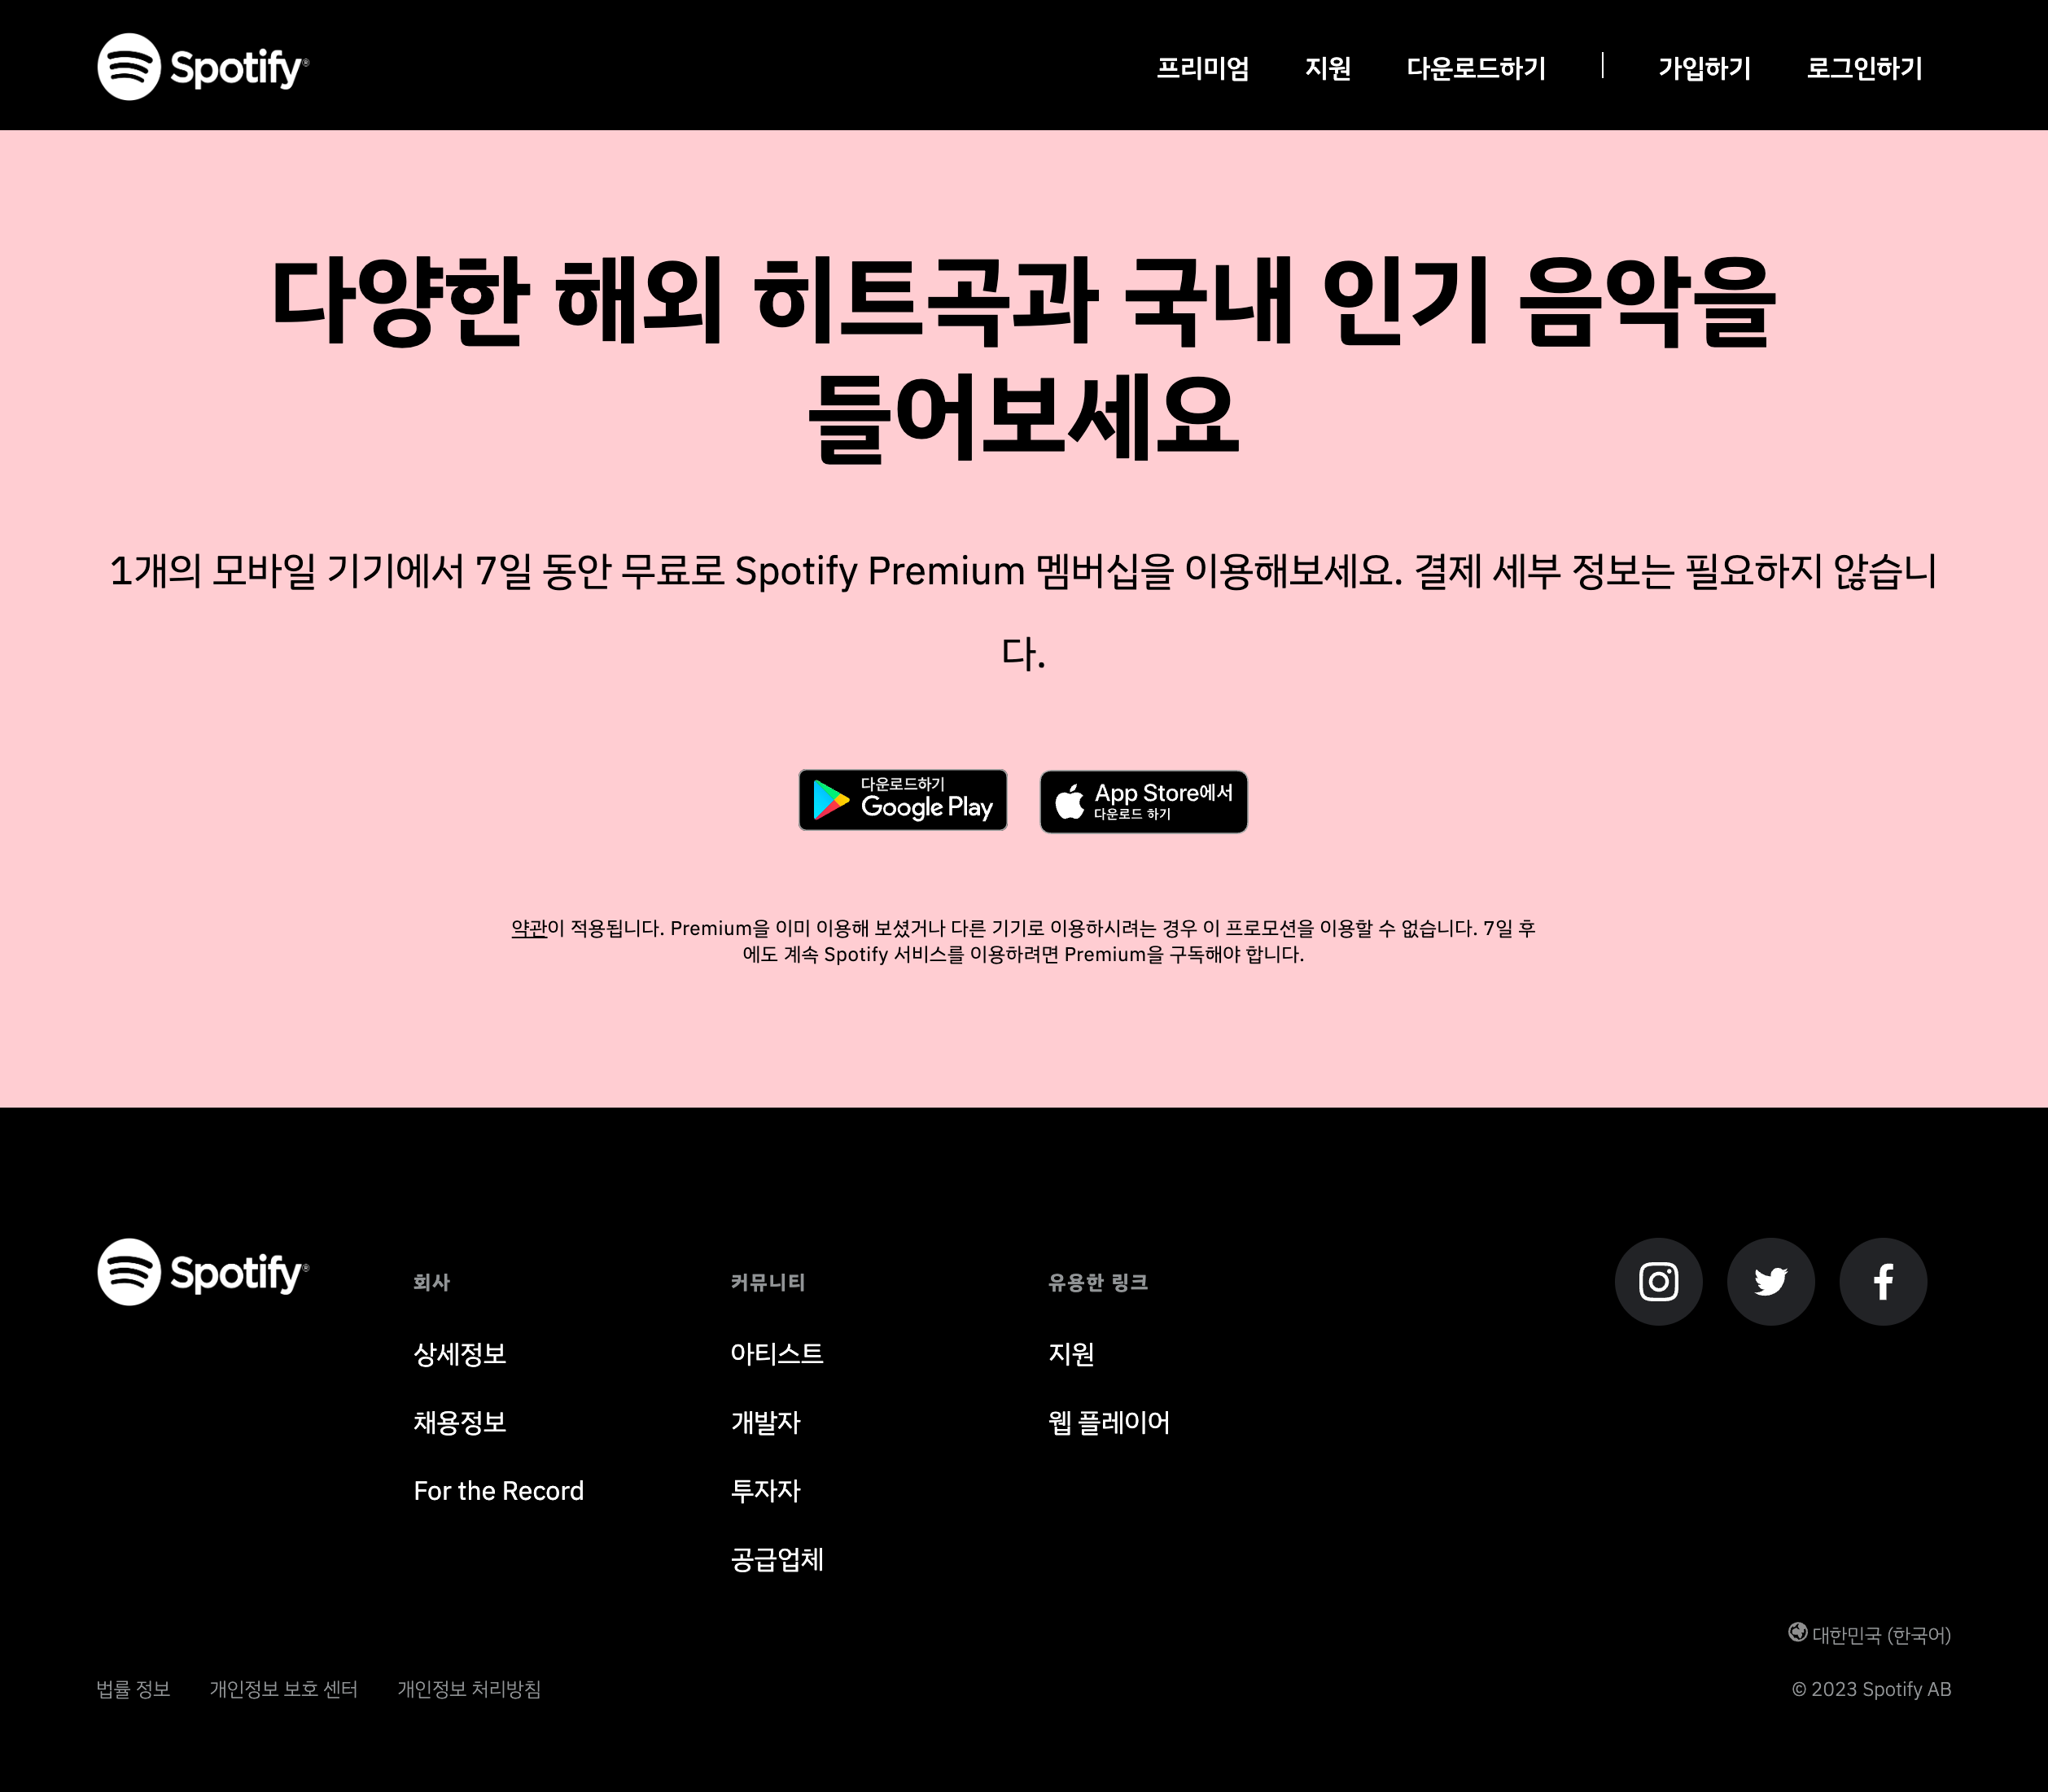 Spotify®
프리미엄
지원
다운로드하기
가입하기
로그인하기
다양한 해외 히트곡과 국내 인기 음악을
들어보세요
1개의 모바일 기기에서 7일 동안 무료로 Spotify Premium 멤버십을 이용해보세요. 결제 세부 정보는 필요하지 않습니
다.
다운로드하기
Google Play
App Store에서
다운로드 하기
약관이 적용됩니다. Premium을 이미 이용해 보셨거나 다른 기기로 이용하시려는 경우 이 프로모션을 이용할 수 없습니다. 7일 후
에도 계속 Spotify 서비스를 이용하려면 Premium을 구독해야 합니다.
Spotify®
회사
상세정보
채용정보
For the Record
커뮤니티
아티스트
개발자
투자자
공급업체
유용한 링크
지원
웹 플레이어
대한민국 (한국어)
법률 정보
개인정보 보호 센터
개인정보 처리방침
© 2023 Spotify AB